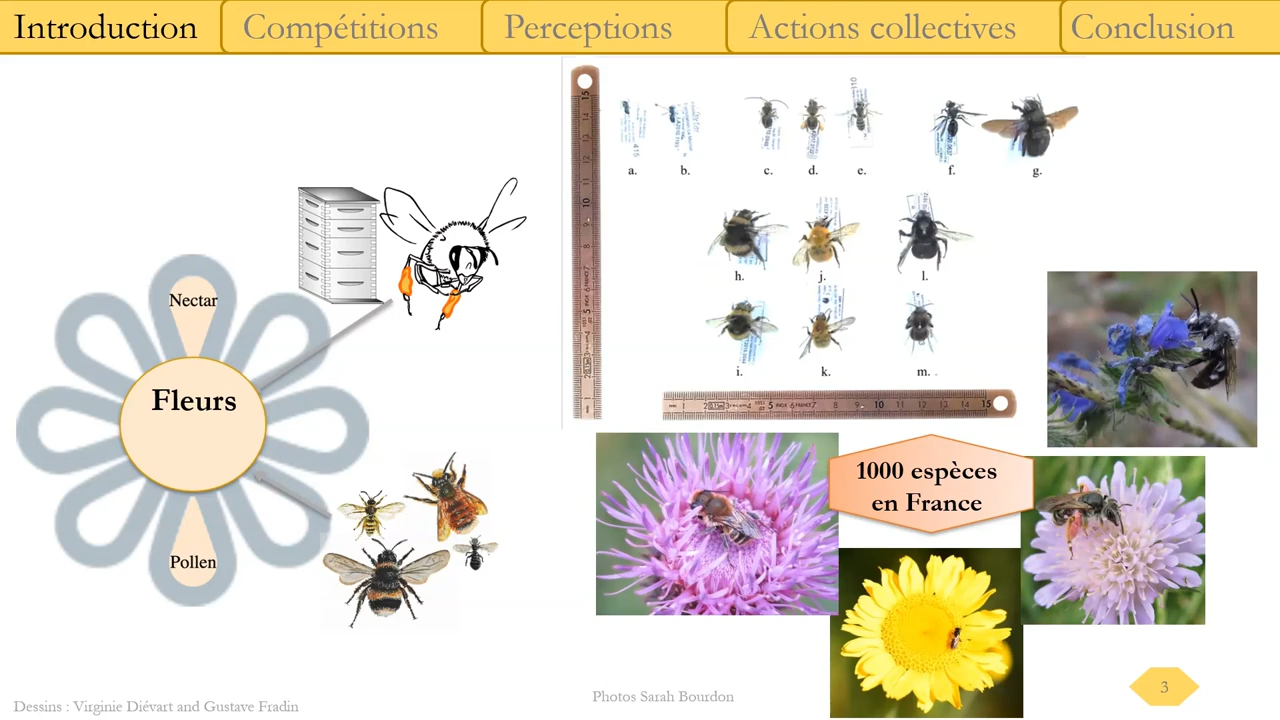 Introduction
Compétitions
Perceptions
Actions collectives
Conclusion
a.
b.
c.
d.
e.
f.
g.
h.
j.
l.
i.
k.
m.
Nectar
Fleurs
Pollen
1000 espèces
en France
Photos Sarah Bourdon
Dessins : Virginie Diévart and Gustave Fradin
3